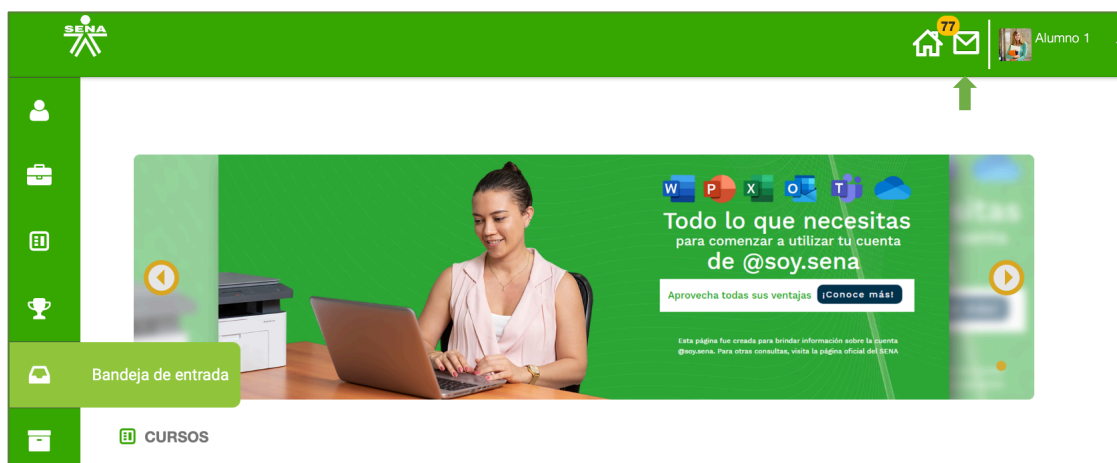 SENA
77
Alumno 1
W P X O T
Todo lo que necesitas
para comenzar a utilizar tu cuenta
de @soy.sena
Aprovecha todas sus ventajas ¡Conoce más!
Esta página fue creada para brindar información sobre la cuenta
@soy.sena. Para otras consultas, visita la página oficial del SENA
Bandeja de entrada
CURSOS